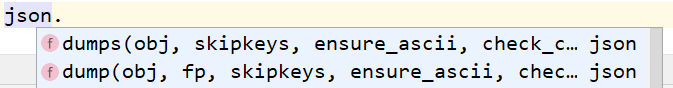 json.
f dumps(obj, skipkeys, ensure_ascii, check_c… json
f dump(obj, fp, skipkeys, ensure_ascii, chec… json